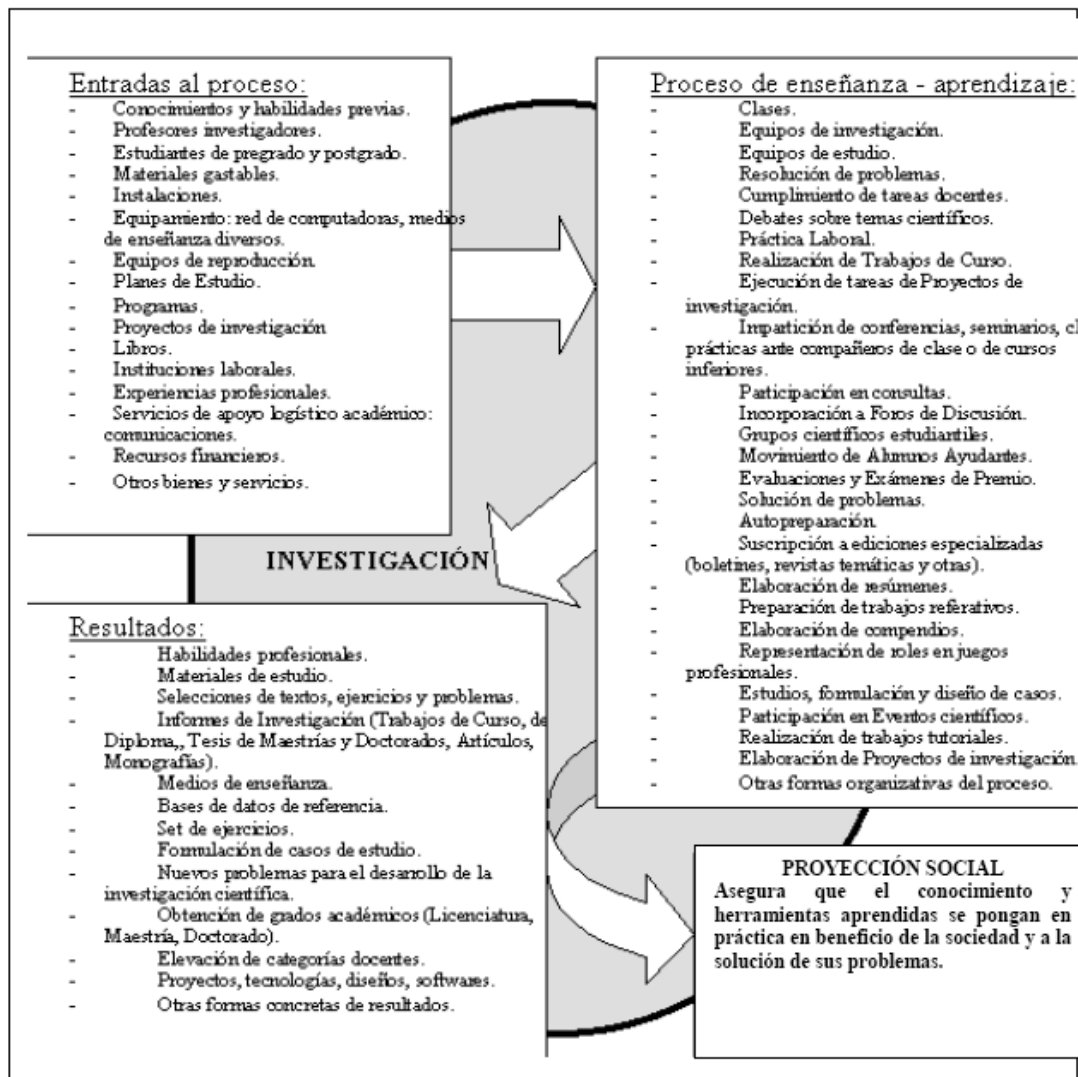 Entradas al proceso:
- Conocimientos y habilidades previas.
- Profesores investigadores.
- Estudiantes de pregrado y postgrado.
- Materiales gastables.
- Instalaciones.
- Equipamiento: red de computadoras, medios
de enseñanza diversos.
- Equipos de reproducción
- Planes de Estudio.
- Programas.
- Proyectos de investigación
- Libros.
- Instituciones laborales.
- Experiencias profesionales.
- Servicios de apoyo logístico académico:
comunicaciones.
- Recursos financieros.
- Otros bienes y servicios.
Proceso de enseñanza - aprendizaje:
- Clases.
- Equipos de investigación.
- Equipos de estudio.
- Resolución de problemas.
- Cumplimiento de tareas docentes.
- Debates sobre temas científicos.
- Práctica Laboral.
- Realización de Trabajos de Curso.
- Ejecución de tareas de Proyectos de
investigación.
- Impartición de conferencias, seminarios,
prácticas ante compañeros de clase o de cursos
inferiores.
- Participación en consultas.
- Incorporación a Foros de Discusión.
- Grupos científicos estudiantiles.
- Movimiento de Alumnos Ayudantes.
- Evaluaciones y Exámenes de Premio.
- Solución de problemas.
- Autopreparación
- Suscripción a ediciones especializadas
(boletines, revistas temáticas y otras).
- Elaboración de resúmenes.
- Preparación de trabajos referativos.
- Elaboración de compendios.
- Representación de roles en juegos
profesionales.
- Estudios, formulación y diseño de casos.
- Participación en Eventos científicos.
- Realización de trabajos tutoriales.
- Elaboración de Proyectos de investigación.
- Otras formas organizativas del proceso.
INVESTIGACIÓN
Resultados:
- Habilidades profesionales.
- Materiales de estudio.
- Selecciones de textos, ejercicios y problemas.
- Informes de Investigación (Trabajos de Curso, de
Diploma,, Tesis de Maestrías y Doctorados, Artículos,
Monografías).
- Medios de enseñanza.
- Bases de datos de referencia.
- Set de ejercicios.
- Formulación de casos de estudio.
- Nuevos problemas para el desarrollo de la
investigación científica.
- Obtención de grados académicos (Licenciatura,
Maestría, Doctorado).
- Elevación de categorías docentes.
- Proyectos, tecnologías, diseños, softwares.
- Otras formas concretas de resultados.
PROYECCIÓN SOCIAL
Asegura que el conocimiento y
herramientas aprendidas se pongan en
práctica en beneficio de la sociedad y a la
solución de sus problemas.